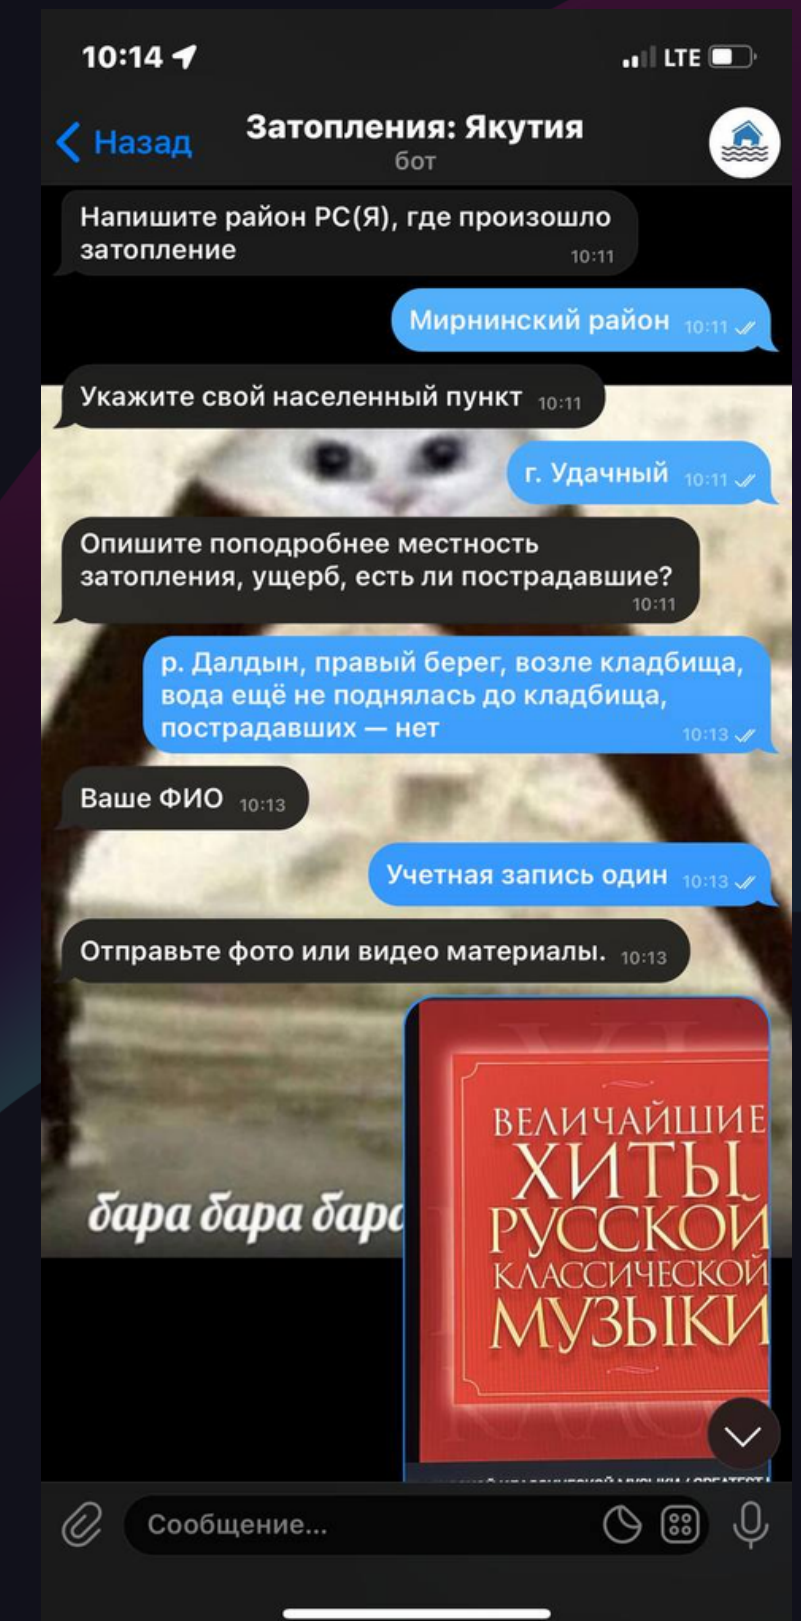 10:14
LTE
Назад
Затопления: Якутия
бот
Напишите район РС(Я), где произошло
затопление
10:11
Мирнинский район 10:11
Укажите свой населенный пункт 10:11
г. Удачный 10:11
Опишите поподробнее местность
затопления, ущерб, есть ли пострадавшие?
10:11
р. Далдын, правый берег, возле кладбища,
вода ещё не поднялась до кладбища,
пострадавших — нет 10:13
Ваше ФИО 10:13
Учетная запись один 10:13
Отправьте фото или видео материалы. 10:13
ВЕЛИЧАЙШИЕ
ХИТЫ
РУССКОЙ
КЛАССИЧЕСКОЙ
МУЗЫКИ
бара бара бара
Сообщение...